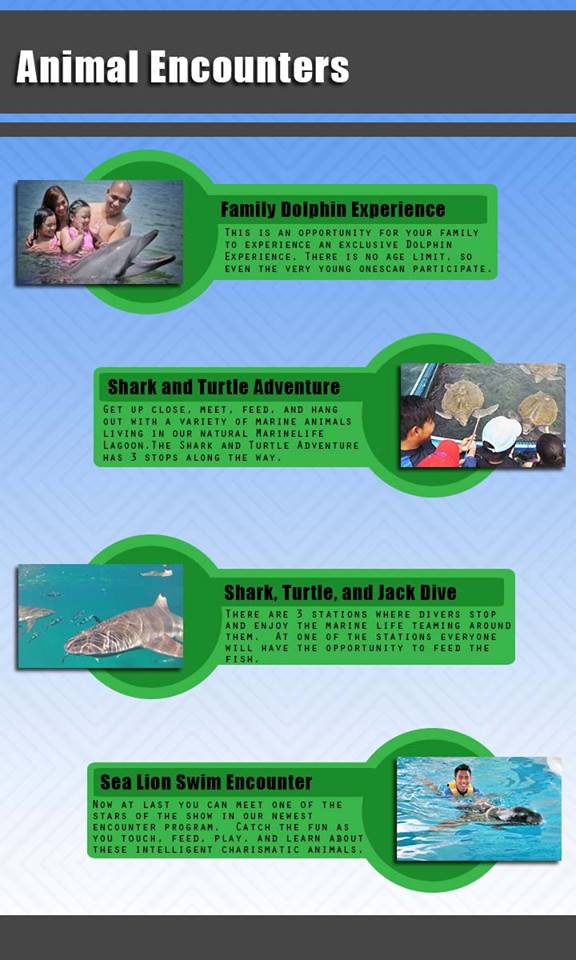 Animal Encounters
Family Dolphin Experience
This is an opportunity for your family
to experience an exclusive Dolphin
Experience. There is no age limit, so
even the very young onescan participate.
Shark and Turtle Adventure
Get up close, meet, feed, and hang
out with a variety of marine animals
living in our natural Marinelife
Lagoon.The Shark and Turtle Adventure
has 3 stops along the way.
Shark, Turtle, and Jack Dive
There are 3 stations where divers stop
and enjoy the marine life teaming around
them. At one of the stations everyone
will have the opportunity to feed the
fish.
Sea Lion Swim Encounter
Now at last you can meet one of the
stars of the show in our newest
encounter program. Catch the fun as
you touch, feed, play, and learn about
these intelligent charismatic animals.